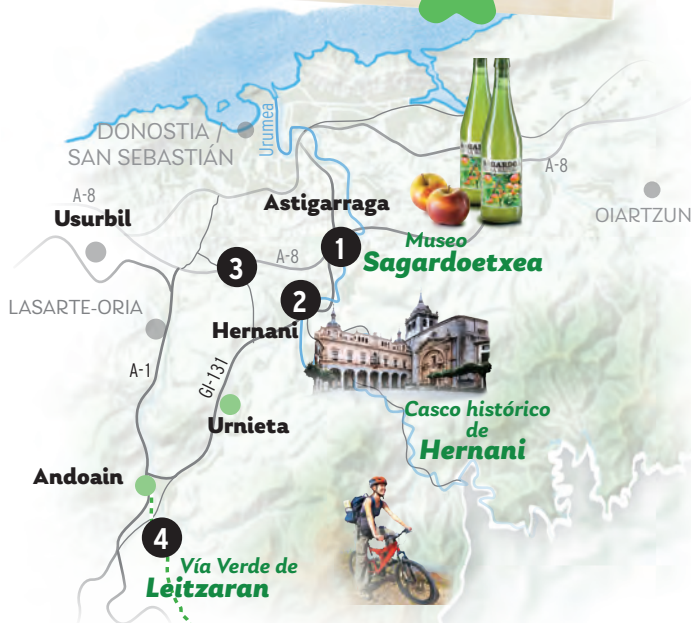 DONOSTIA /
SAN SEBASTIÁN
Urumea
A-8
A-8
Usurbil
Astigarraga
OIARTZUN
1
Museo
Sagardoetxea
3
A-8
2
LASARTE-ORIA
Hernani
A-1
GI-131
Casco histórico
de
Hernani
Urnieta
Andoain
4
Vía Verde de
Leitzaran